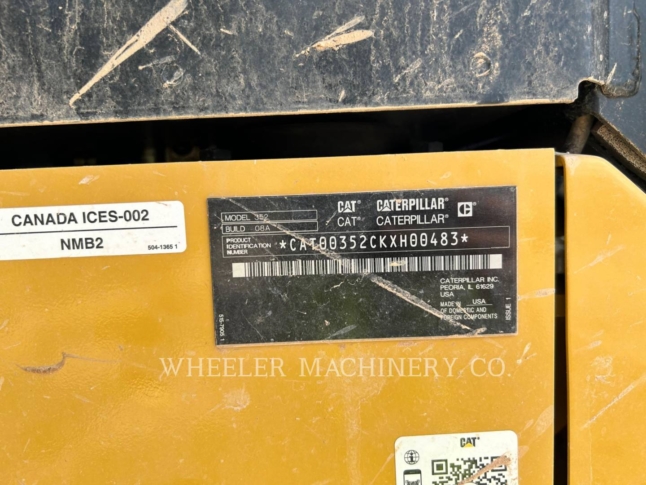 CANADA ICES-002
NMB2
504-1365 1
CAT CATERPILLAR
CAT® CATERPILLAR®
MODEL 352
BUILD 08A
PRODUCT
IDENTIFICATION
NUMBER
*CAT00352CKXH00483*
CATERPILLAR INC.
PEORIA, IL 61629
USA
MADE IN USA
OF DOMESTIC AND
FOREIGN COMPONENTS
ISSUE 1
WHEELER MACHINERY CO.
CAT